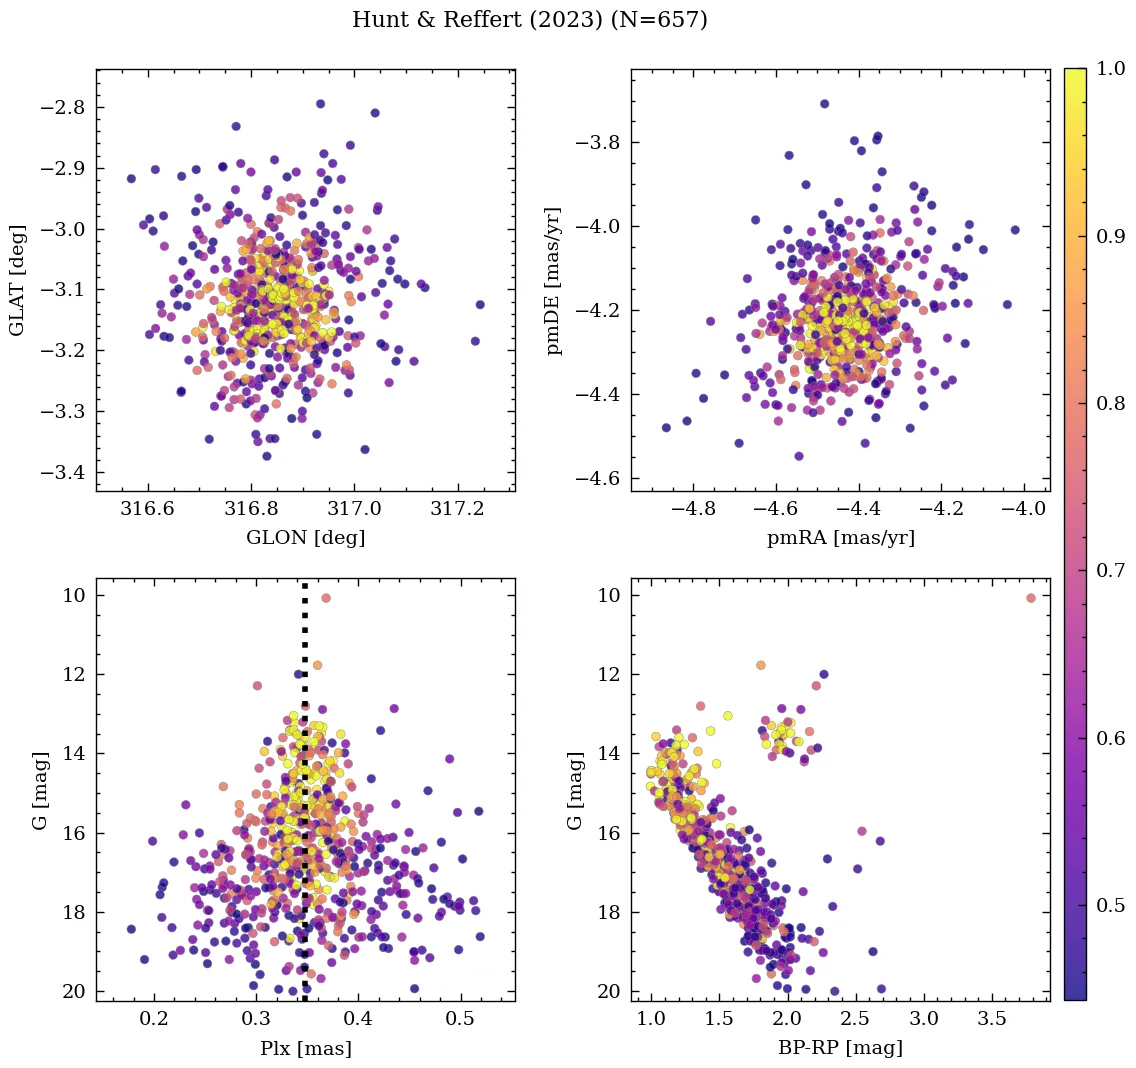 Hunt & Reffert (2023) (N=657)
−2.8
−2.9
−3.0
−3.1
−3.2
−3.3
−3.4
GLAT [deg]
316.6 316.8 317.0 317.2
GLON [deg]
−3.8
−4.0
−4.2
−4.4
−4.6
pmDE [mas/yr]
−4.8 −4.6 −4.4 −4.2 −4.0
pmRA [mas/yr]
1.0
0.9
0.8
0.7
0.6
0.5
10
12
14
16
18
20
G [mag]
0.2 0.3 0.4 0.5
Plx [mas]
10
12
14
16
18
20
G [mag]
1.0 1.5 2.0 2.5 3.0 3.5
BP-RP [mag]